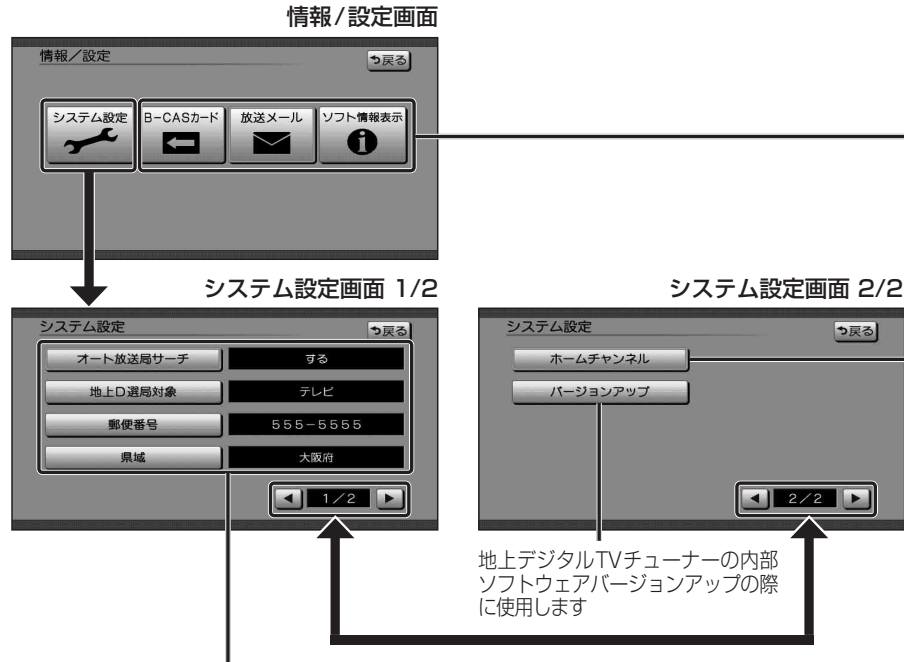 情報/設定画面
情報／設定
戻る
システム設定
B-CASカード
放送メール
ソフト情報表示
システム設定画面 1/2
システム設定
戻る
オート放送局サーチ
する
地上D選局対象
テレビ
郵便番号
555-5555
県域
大阪府
1／2
システム設定画面 2/2
システム設定
戻る
ホームチャンネル
バージョンアップ
2／2
地上デジタルTVチューナーの内部
ソフトウェアバージョンアップの際
に使用します